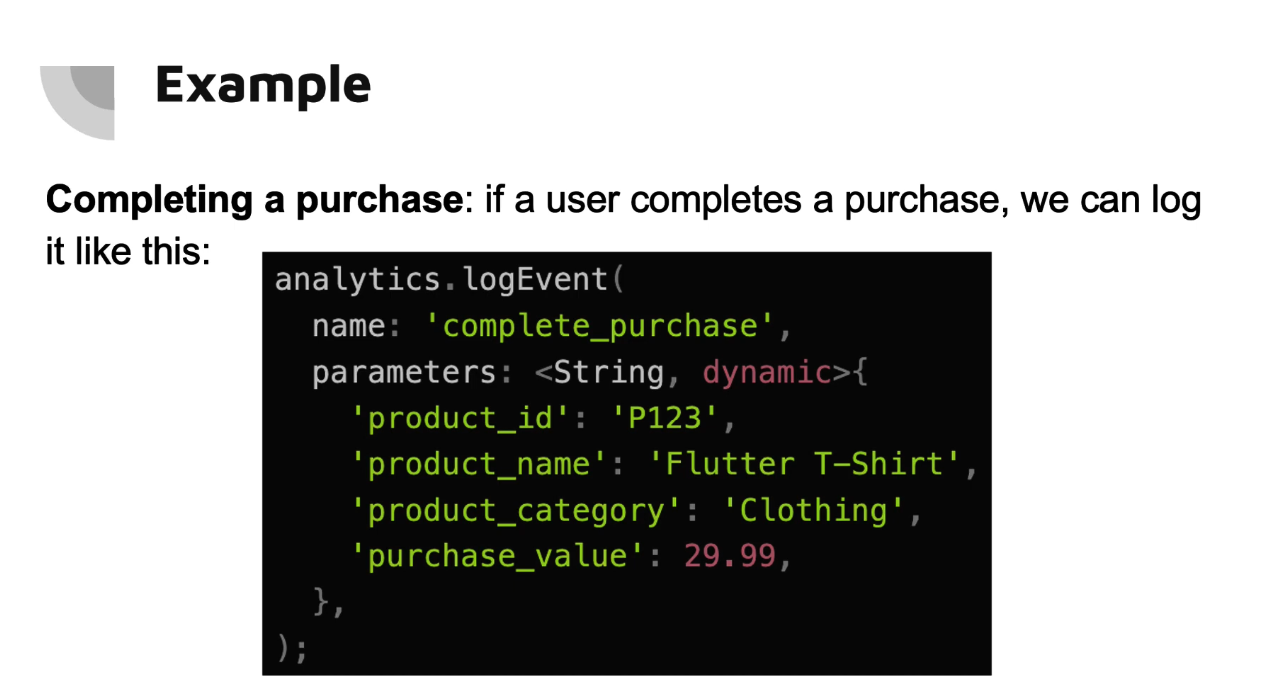 Example
Completing a purchase: if a user completes a purchase, we can log
it like this:
analytics.logEvent(
  name: 'complete_purchase',
  parameters: <String, dynamic>{
    'product_id': 'P123',
    'product_name': 'Flutter T-Shirt',
    'product_category': 'Clothing',
    'purchase_value': 29.99,
  },
);